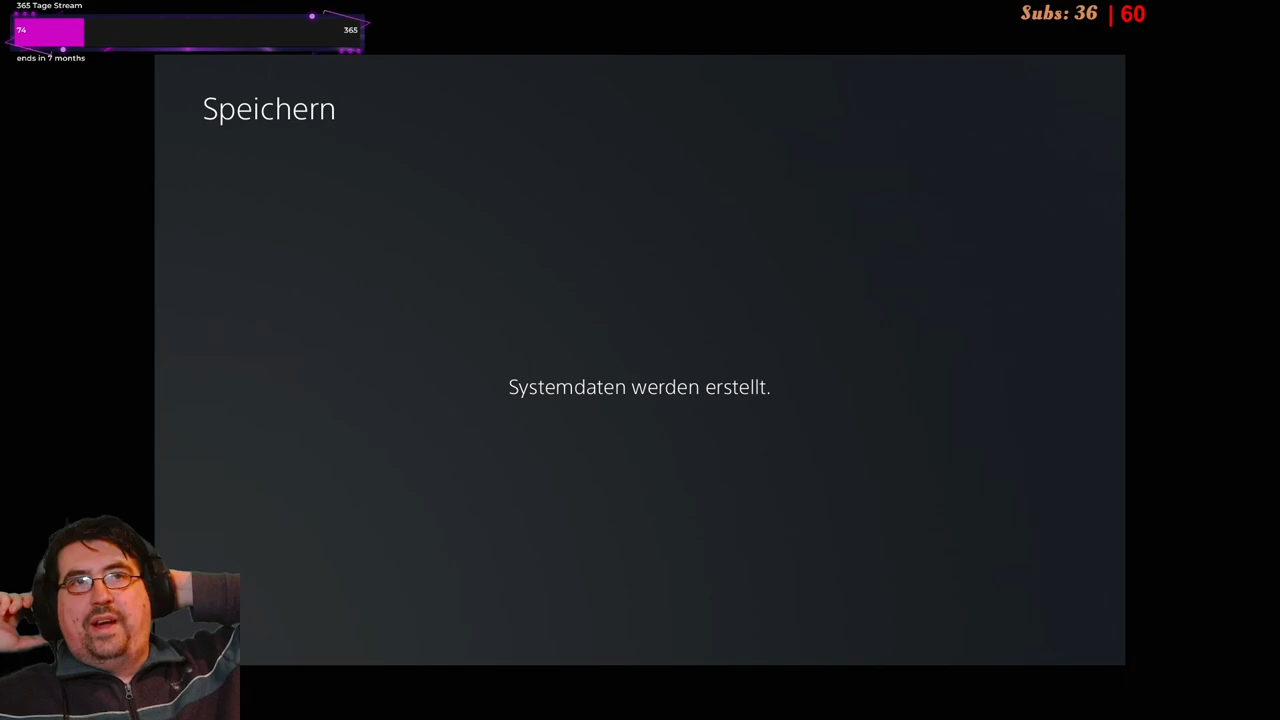 365 Tage Stream
74 365
ends in 7 months
Subs: 36 | 60
Speichern
Systemdaten werden erstellt.